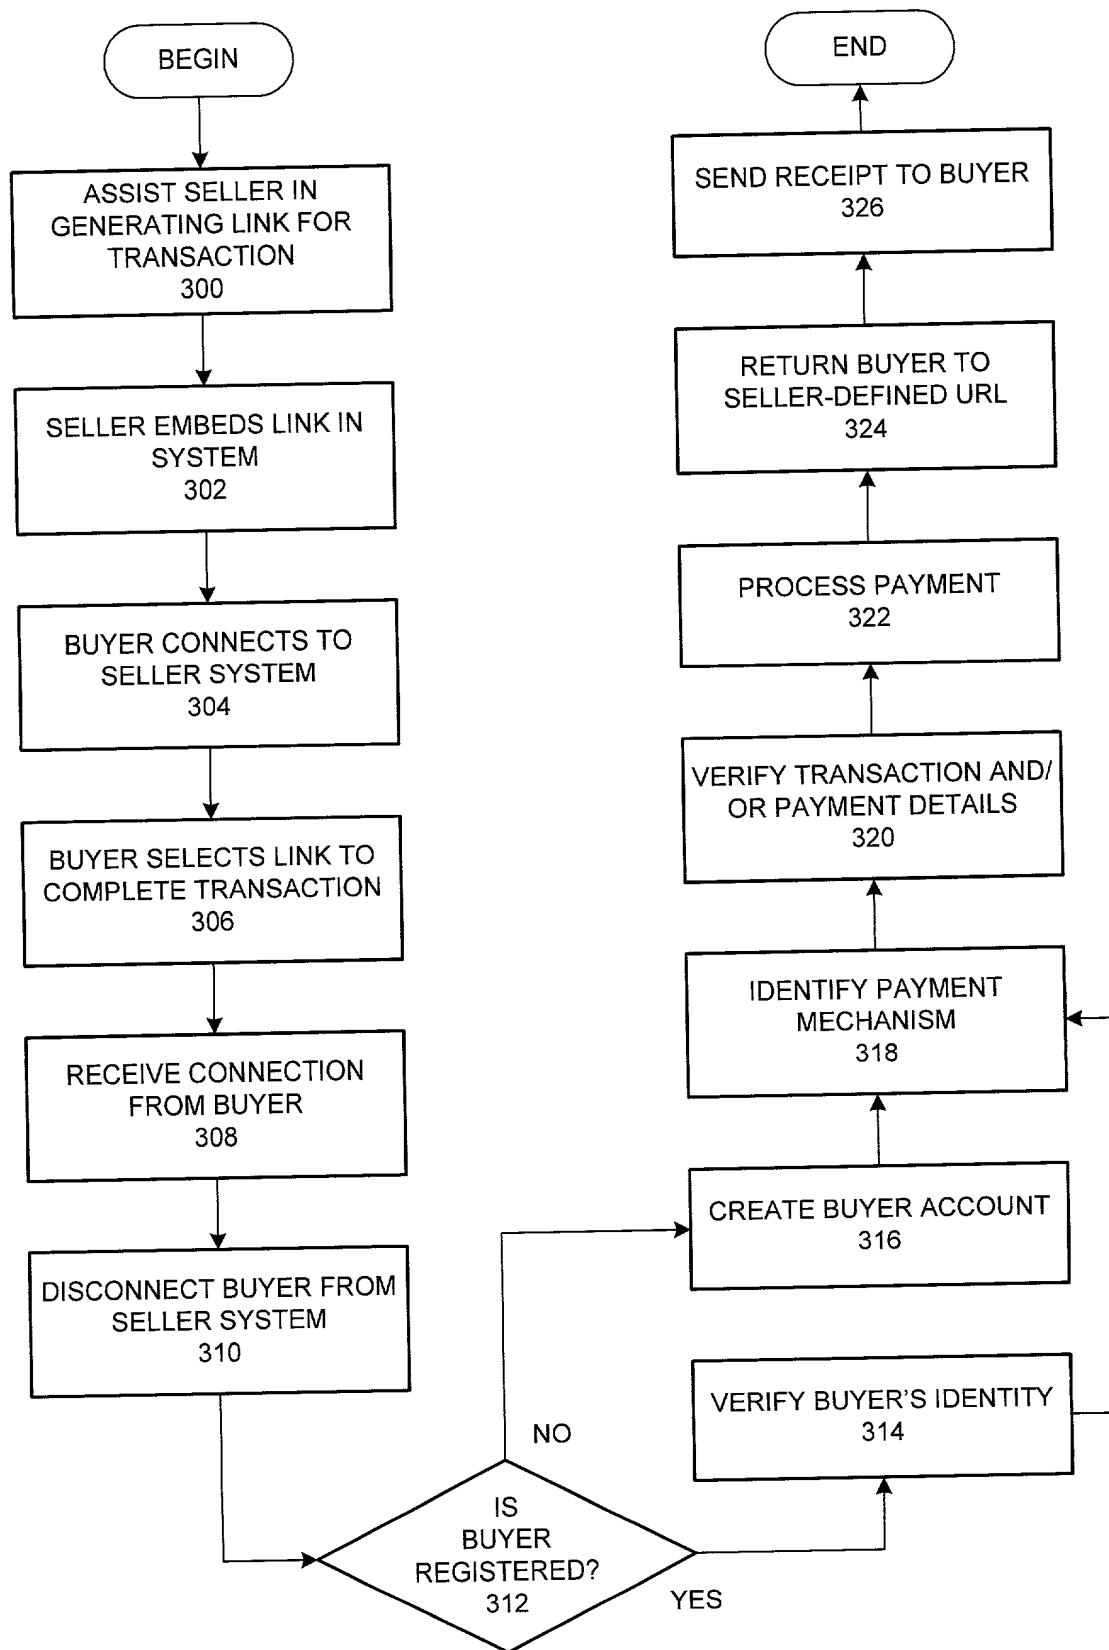 BEGIN
ASSIST SELLER IN
GENERATING LINK FOR
TRANSACTION
300
SELLER EMBEDS LINK IN
SYSTEM
302
BUYER CONNECTS TO
SELLER SYSTEM
304
BUYER SELECTS LINK TO
COMPLETE TRANSACTION
306
RECEIVE CONNECTION
FROM BUYER
308
DISCONNECT BUYER FROM
SELLER SYSTEM
310
IS
BUYER
REGISTERED?
312
NO
YES
VERIFY BUYER'S IDENTITY
314
CREATE BUYER ACCOUNT
316
IDENTIFY PAYMENT
MECHANISM
318
VERIFY TRANSACTION AND/
OR PAYMENT DETAILS
320
PROCESS PAYMENT
322
RETURN BUYER TO
SELLER-DEFINED URL
324
SEND RECEIPT TO BUYER
326
END